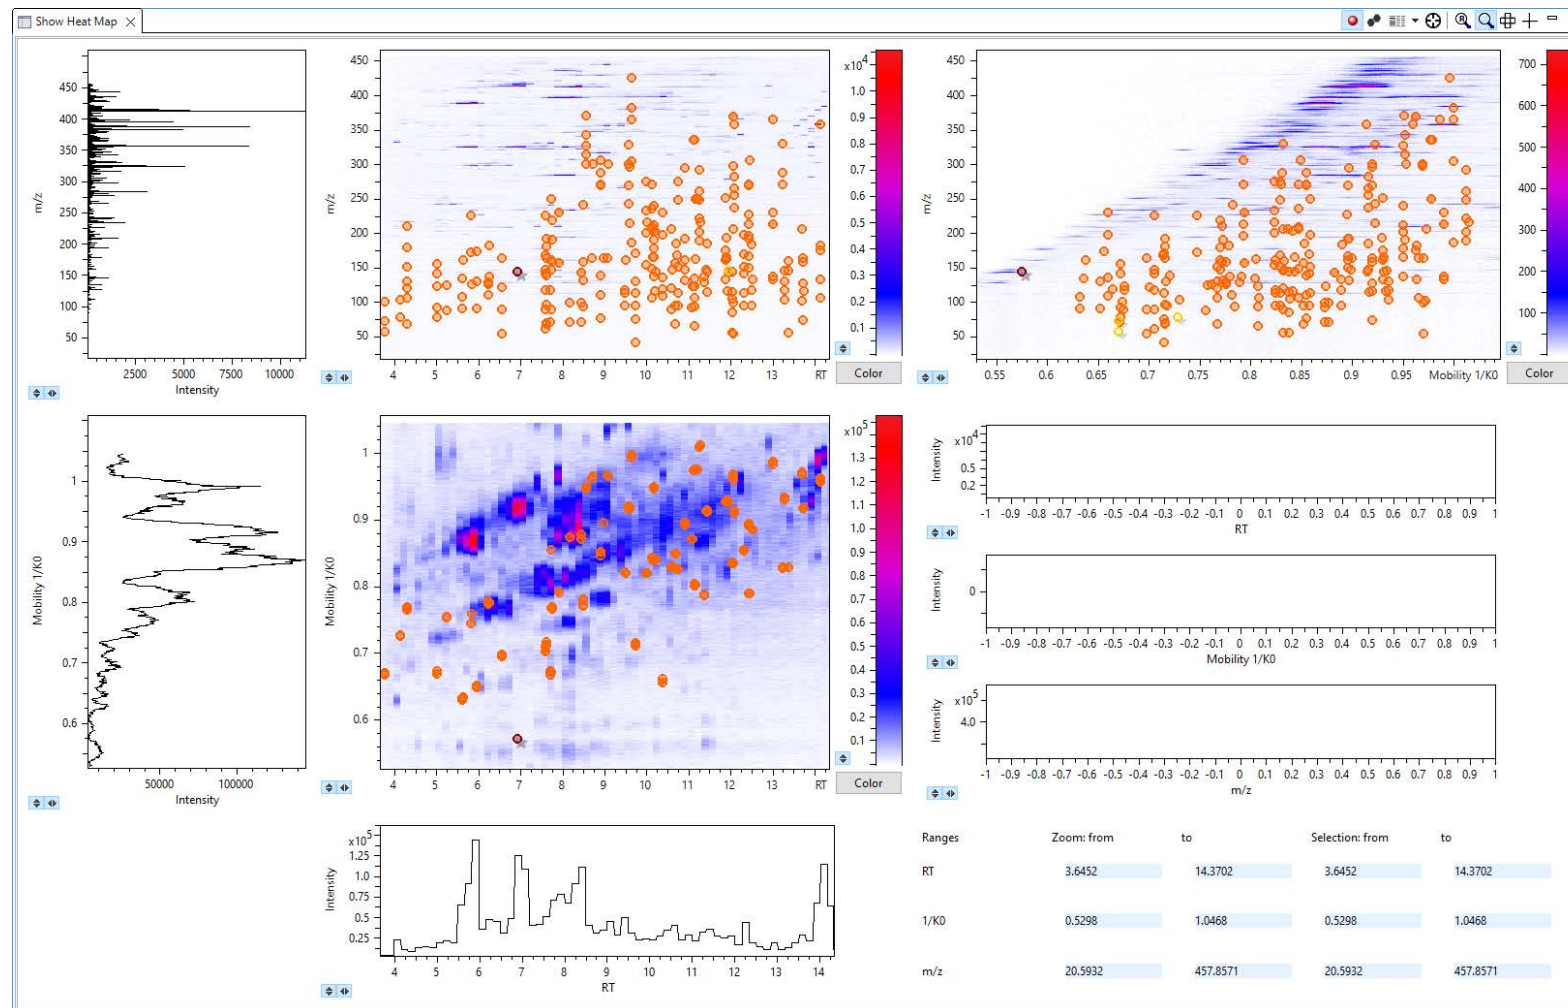 Show Heat Map
450
400
350
300
250
200
150
100
50
m/z
2500 5000 7500 10000
Intensity
450
400
350
300
250
200
150
100
50
m/z
4 5 6 7 8 9 10 11 12 13 RT
x10^4
1.0
0.9
0.8
0.7
0.6
0.5
0.4
0.3
0.2
0.1
Color
450
400
350
300
250
200
150
100
50
m/z
0.55 0.6 0.65 0.7 0.75 0.8 0.85 0.9 0.95 Mobility 1/K0
700
600
500
400
300
200
100
Color
1
0.9
0.8
0.7
0.6
Mobility 1/K0
50000 100000
Intensity
1
0.9
0.8
0.7
0.6
Mobility 1/K0
4 5 6 7 8 9 10 11 12 13 RT
x10^5
1.3
1.2
1.1
1.0
0.9
0.8
0.7
0.6
0.5
0.4
0.3
0.2
0.1
Color
Intensity
x10^4
0.5
0.2
-1 -0.9 -0.8 -0.7 -0.6 -0.5 -0.4 -0.3 -0.2 -0.1 0 0.1 0.2 0.3 0.4 0.5 0.6 0.7 0.8 0.9 1
RT
Intensity
0
-1 -0.9 -0.8 -0.7 -0.6 -0.5 -0.4 -0.3 -0.2 -0.1 0 0.1 0.2 0.3 0.4 0.5 0.6 0.7 0.8 0.9 1
Mobility 1/K0
Intensity
x10^5
4.0
-1 -0.9 -0.8 -0.7 -0.6 -0.5 -0.4 -0.3 -0.2 -0.1 0 0.1 0.2 0.3 0.4 0.5 0.6 0.7 0.8 0.9 1
m/z
x10^5
1.25
1.0
0.75
0.5
0.25
Intensity
4 5 6 7 8 9 10 11 12 13 14
RT
Ranges Zoom: from to Selection: from to
RT 3.6452 14.3702 3.6452 14.3702
1/K0 0.5298 1.0468 0.5298 1.0468
m/z 20.5932 457.8571 20.5932 457.8571